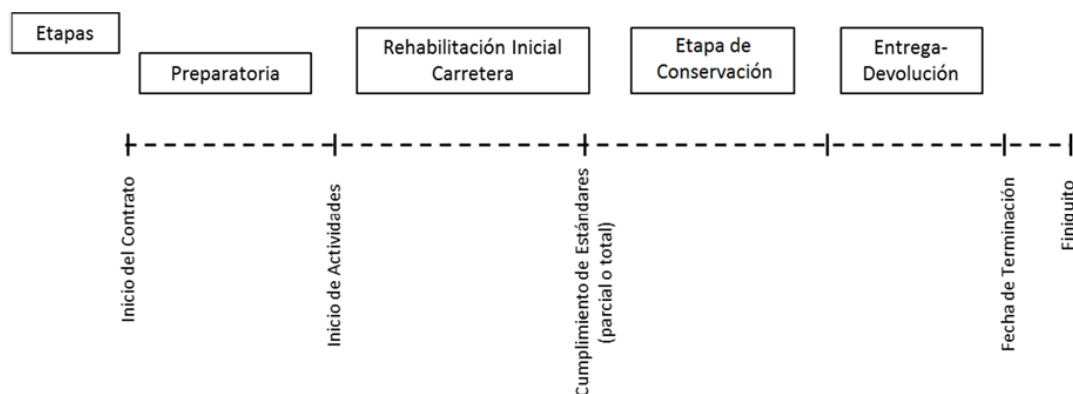 Etapas
Preparatoria
Rehabilitación Inicial
Carretera
Etapa de
Conservación
Entrega-
Devolución
Inicio del Contrato
Inicio de Actividades
Cumplimiento de Estándares
(parcial o total)
Fecha de Terminación
Finiquito